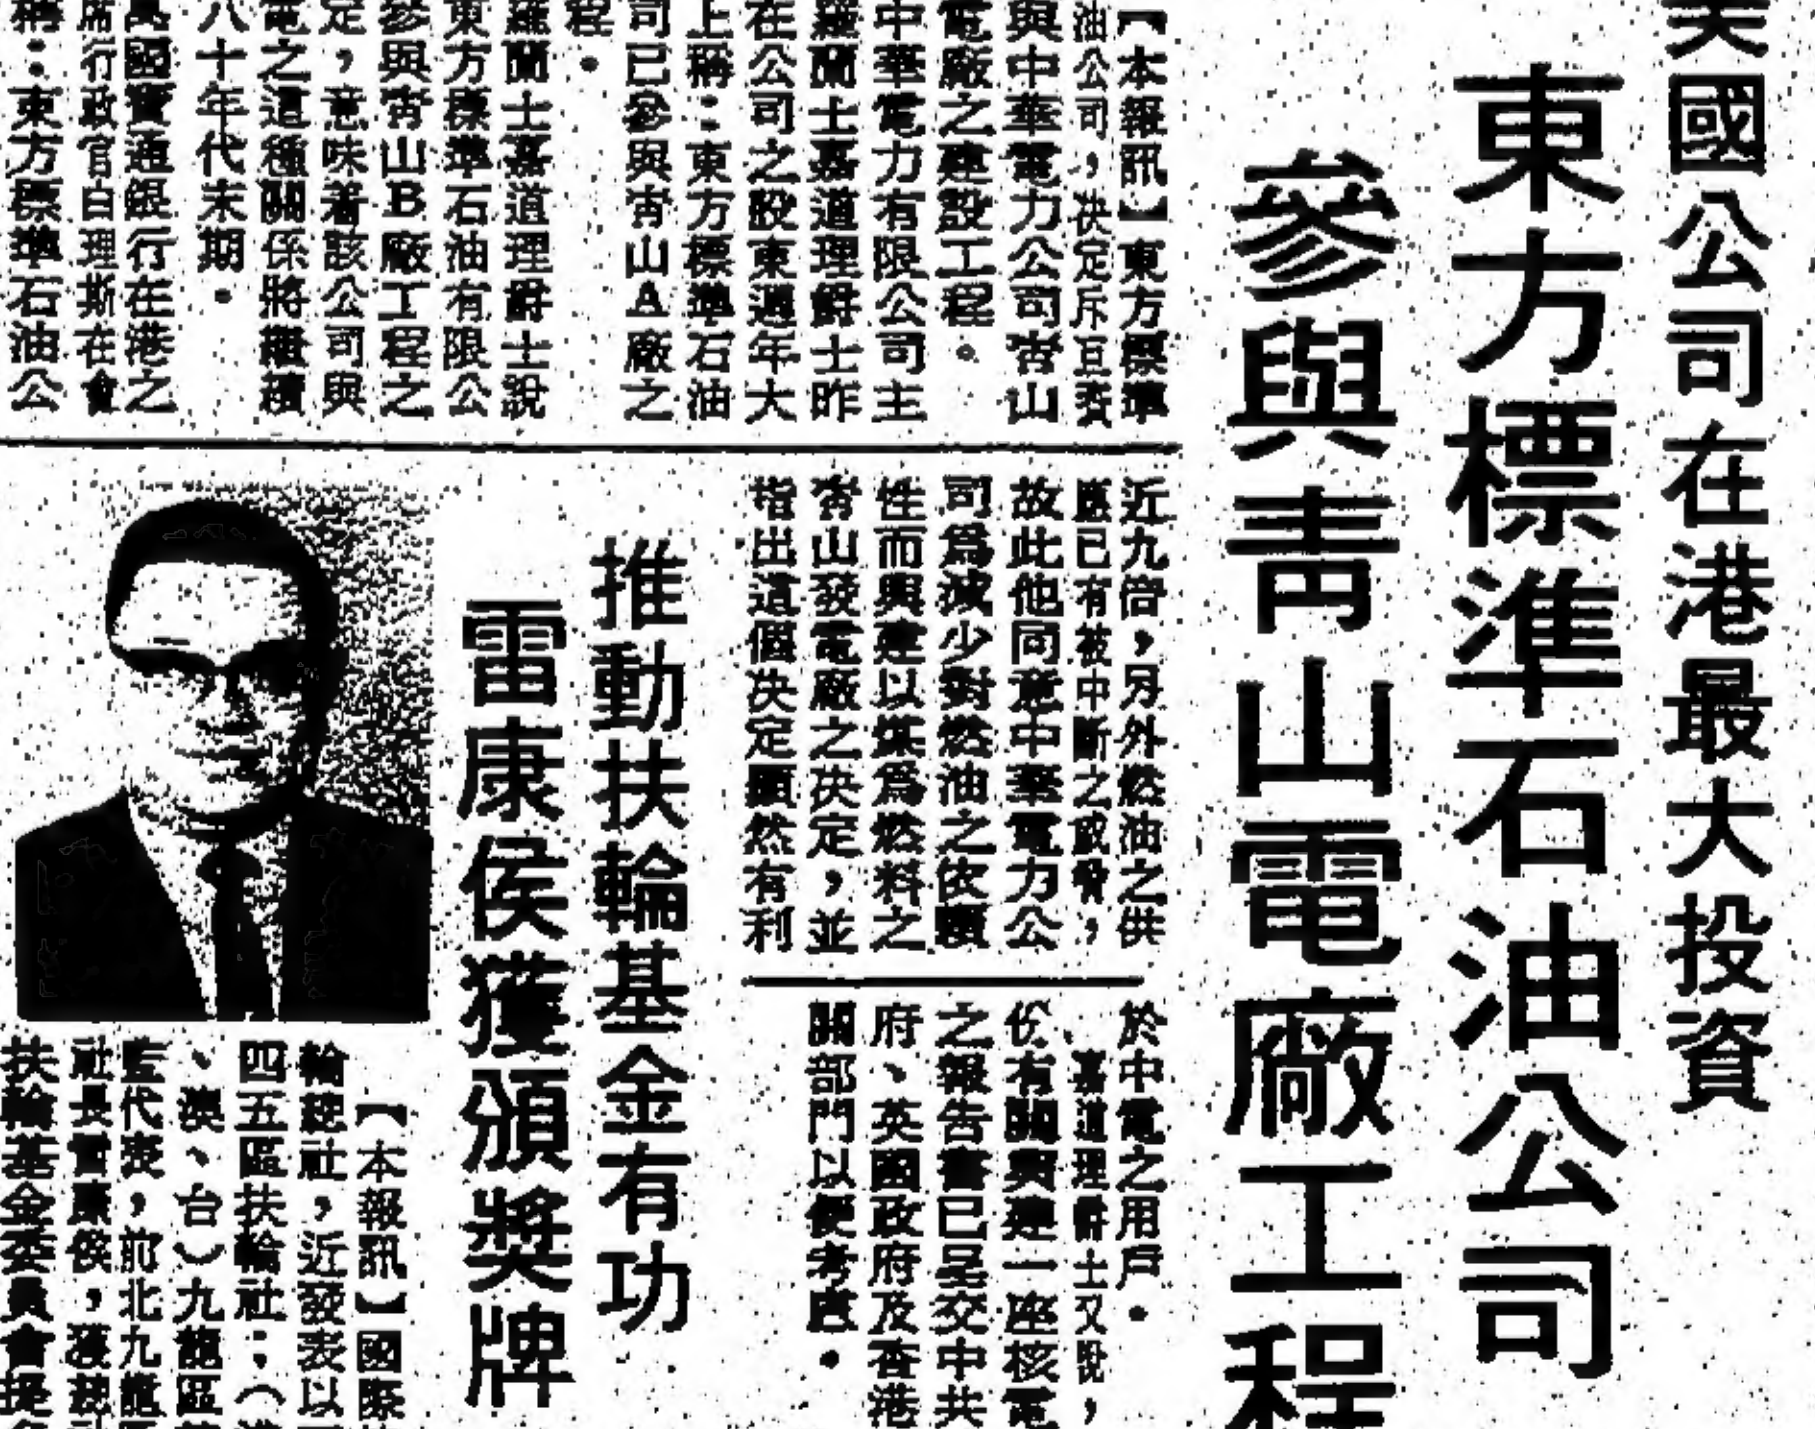 美國公司在港最大投資
東方標準石油公司
參與青山電廠工程
【本報訊】東方標準
油公司，決定斥巨資
與中華電力公司青山
電廠之建設工程。
中華電力有限公司主
羅蘭士嘉道理爵士昨
在公司之股東週年大
上稱：東方標準石油
司已參與青山A廠之
程。
羅蘭士嘉道理爵士說
東方標準石油有限公
參與青山B廠工程之
定，意味着該公司與
電之這種關係將繼續
八十年代末期。
萬國寶通銀行在港之
席行政官白理斯在會
稱：東方標準石油公
近九倍，另外燃油之供
應已有被中斷之威脅，
故此他同意中華電力公
司爲減少對燃油之依賴
性而興建以煤爲燃料之
青山發電廠之決定，並
指出這個決定顯然有利
於中電之用戶。
嘉道理爵士又說，
有關興建一座核電
之報告書已呈交中共
府、英國政府及香港
關部門以便考慮。
推動扶輪基金有功
雷康侯獲頒獎牌
【本報訊】國際
輪總社，近發表以
四五區扶輪社：（港
、澳、台）九龍區
監代表，前北九龍
社長雷康侯，獲總
扶輪基金委員會提